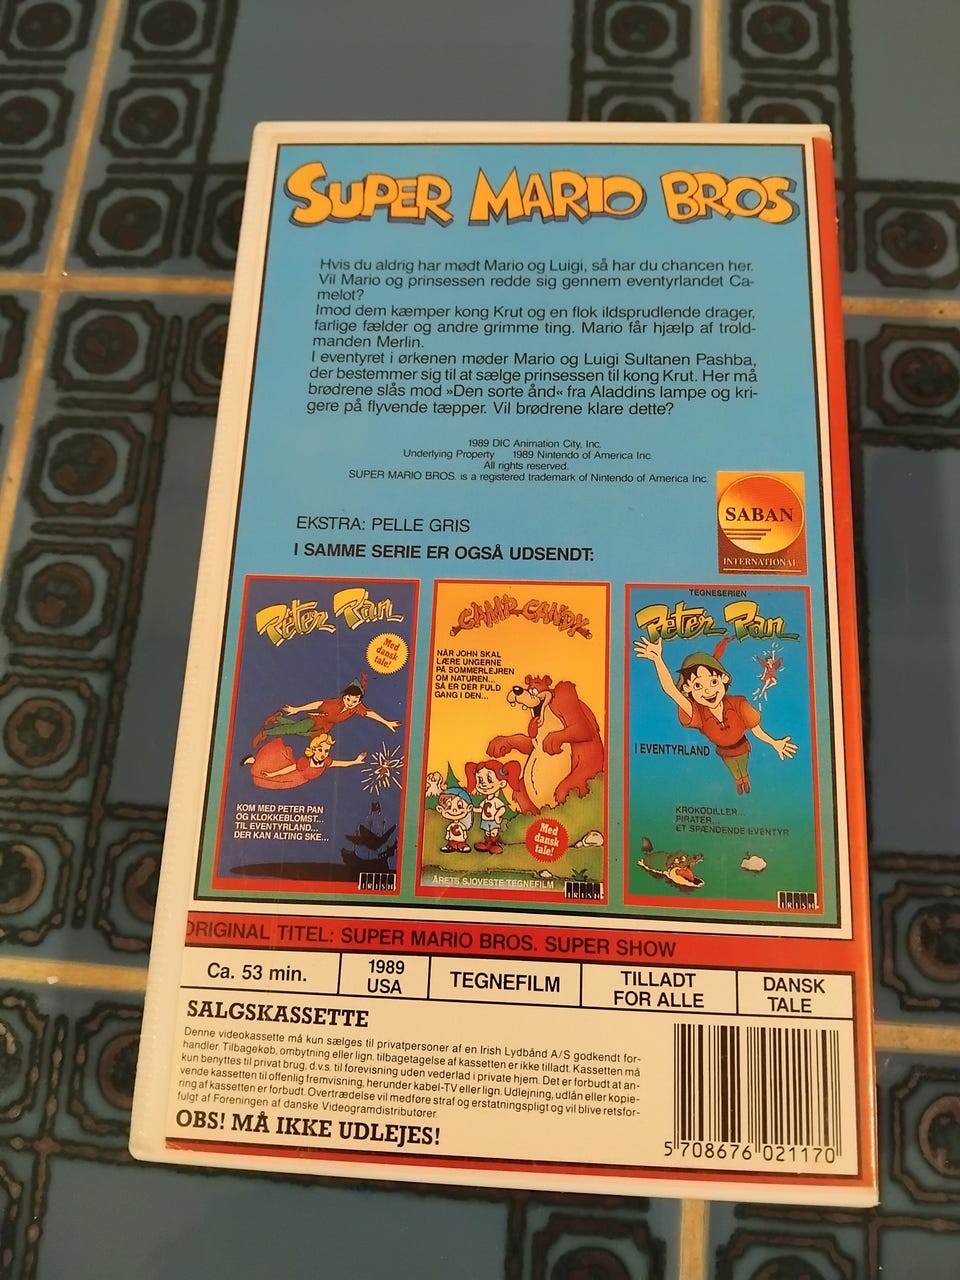 SUPER MARIO BROS
Hvis du aldrig har mødt Mario og Luigi, så har du chancen her.
Vil Mario og prinsessen redde sig gennem eventyrlandet Ca-
melot?
Imod dem kæmper kong Krut og en flok ildsprudlende drager,
farlige fælder og andre grimme ting. Mario får hjælp af trold-
manden Merlin.
I eventyret i ørkenen møder Mario og Luigi Sultanen Pashba,
der bestemmer sig til at sælge prinsessen til kong Krut. Her må
brødrene slås mod »Den sorte ånd« fra Aladdins lampe og kri-
gere på flyvende tæpper. Vil brødrene klare dette?
1989 DIC Animation City, Inc.
Underlying Property 1989 Nintendo of America Inc.
All rights reserved.
SUPER MARIO BROS. is a registered trademark of Nintendo of America Inc.
SABAN
INTERNATIONAL
EKSTRA: PELLE GRIS
I SAMME SERIE ER OGSÅ UDSENDT:
Peter Pan
Med
dansk
tale!
KOM MED PETER PAN
OG KLOKKEBLOMST...
TIL EVENTYRLAND...
DER KAN ALTING SKE...
IRISH
CAMP CANDY
NÅR JOHN SKAL
LÆRE UNGERNE
PÅ SOMMERLEJREN
OM NATUREN...
SÅ ER DER FULD
GANG I DEN...
Med
dansk
tale!
ÅRETS SJOVESTE TEGNEFILM
IRISH
TEGNESERIEN
Peter Pan
I EVENTYRLAND
KROKODILLER...
PIRATER...
ET SPÆNDENDE EVENTYR
IRISH
ORIGINAL TITEL: SUPER MARIO BROS. SUPER SHOW
Ca. 53 min.
1989
USA
TEGNEFILM
TILLADT
FOR ALLE
DANSK
TALE
SALGSKASSETTE
Denne videokassette må kun sælges til privatpersoner af en Irish Lydbånd A/S godkendt for-
handler. Tilbagekøb, ombytning eller lign. tilbagetagelse af kassetten er ikke tilladt. Kassetten må
kun benyttes til privat brug, d.v.s. til forevisning uden vederlad i private hjem. Det er forbudt at an-
vende kassetten til offenlig fremvisning, herunder kabel-TV eller lign. Udlejning, udlån eller kopie-
ring af kassetten er forbudt. Overtrædelse vil medføre straf og erstatningspligt og vil blive retsfor-
fulgt af Foreningen af danske Videogramdistributører.
OBS! MÅ IKKE UDLEJES!
5 708676 021170